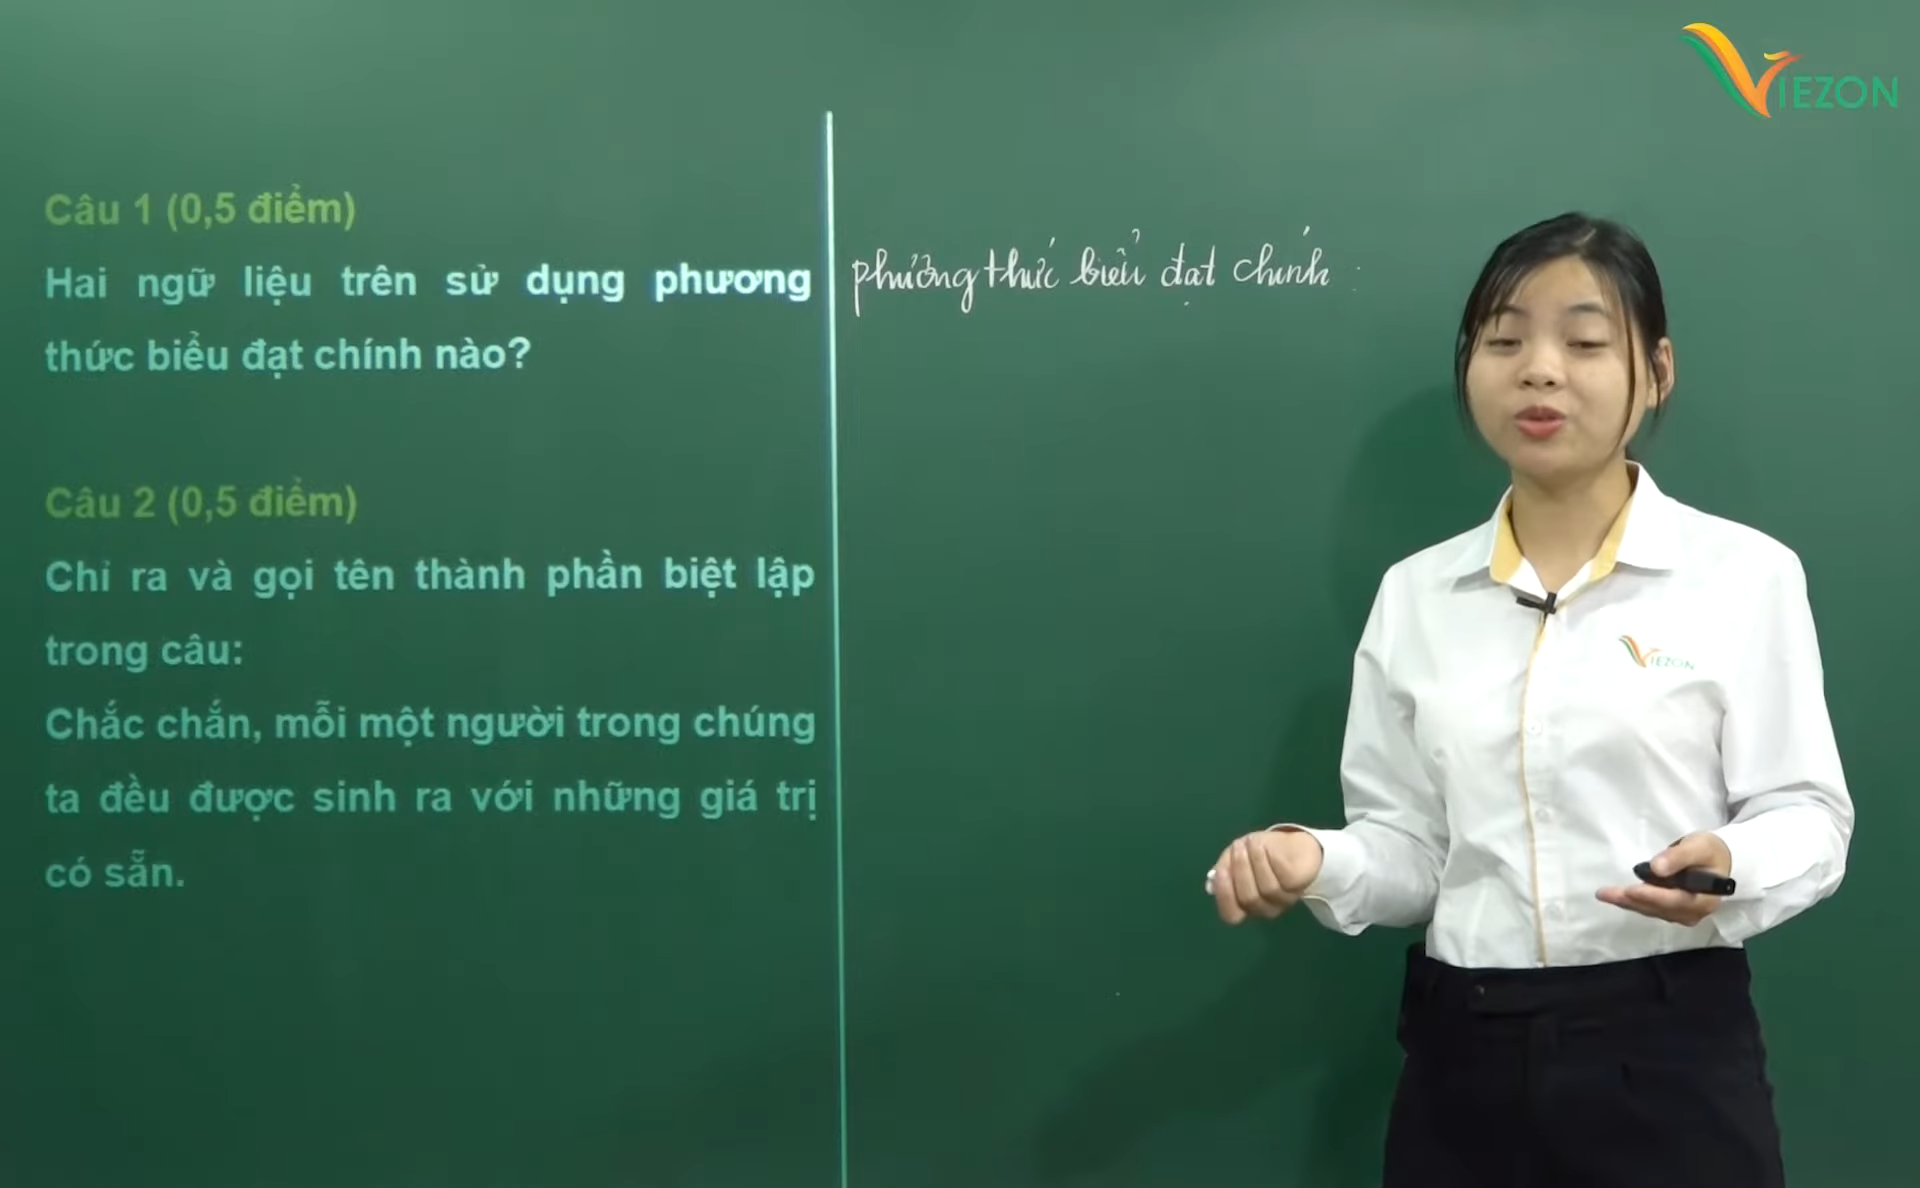 VIEZON
Câu 1 (0,5 điểm)
Hai ngữ liệu trên sử dụng phương
thức biểu đạt chính nào?
phương thức biểu đạt chính :
Câu 2 (0,5 điểm)
Chỉ ra và gọi tên thành phần biệt lập
trong câu:
Chắc chắn, mỗi một người trong chúng
ta đều được sinh ra với những giá trị
có sẵn.
VIEZON